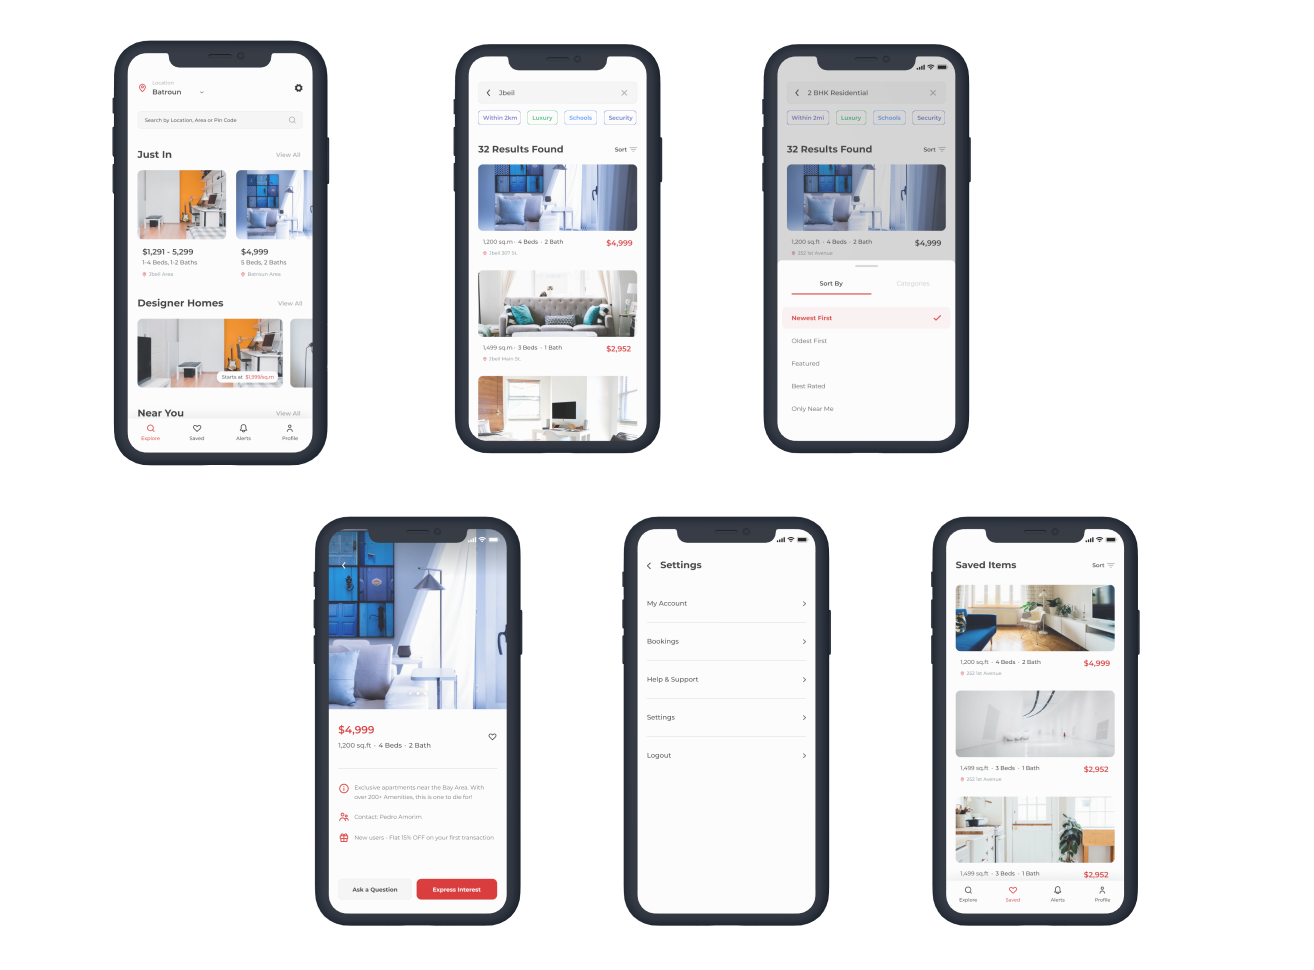 Location
Batroun
Search by Location, Area or Pin Code
Just In
View All
$1,291 - 5,299
1-4 Beds, 1-2 Baths
Jbeil Area
$4,999
5 Beds, 2 Baths
Batroun Area
Designer Homes
View All
Starts at $1,999/sq.m
Near You
View All
Explore
Saved
Alerts
Profile
Jbeil
Within 2km
Luxury
Schools
Security
32 Results Found
Sort
1,200 sq.m · 4 Beds · 2 Bath
$4,999
Jbeil 307 St.
1,499 sq.m · 3 Beds · 1 Bath
$2,952
Jbeil Main St.
2 BHK Residential
Within 2mi
Luxury
Schools
Security
32 Results Found
Sort
1,200 sq.ft · 4 Beds · 2 Bath
$4,999
252 1st Avenue
Sort By
Categories
Newest First
Oldest First
Featured
Best Rated
Only Near Me
$4,999
1,200 sq.ft · 4 Beds · 2 Bath
Exclusive apartments near the Bay Area. With
over 200+ Amenities, this is one to die for!
Contact: Pedro Amorim
New users - Flat 15% OFF on your first transaction
Ask a Question
Express Interest
Settings
My Account
Bookings
Help & Support
Settings
Logout
Saved Items
Sort
1,200 sq.ft · 4 Beds · 2 Bath
$4,999
252 1st Avenue
1,499 sq.ft · 3 Beds · 1 Bath
$2,952
252 1st Avenue
1,499 sq.ft · 3 Beds · 1 Bath
$2,952
Explore
Saved
Alerts
Profile